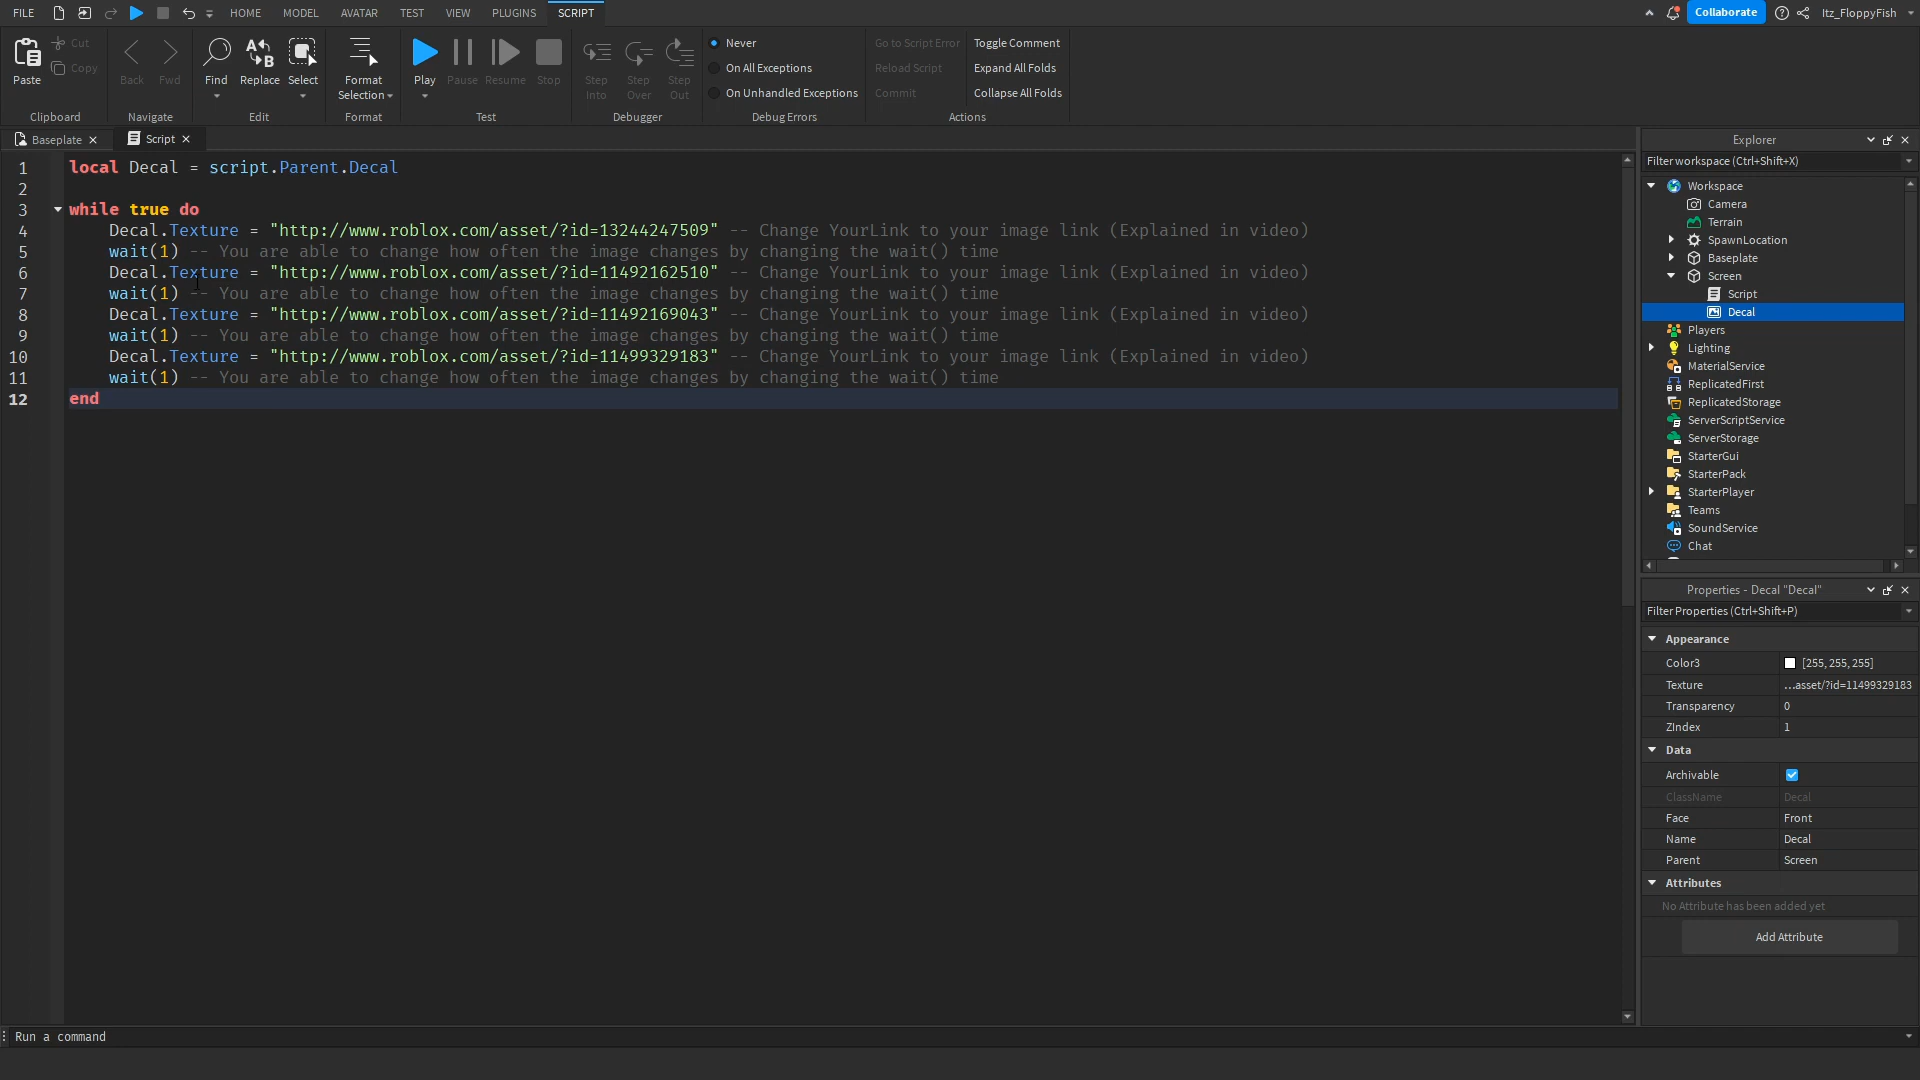 FILE HOME MODEL AVATAR TEST VIEW PLUGINS SCRIPT Collaborate Itz_FloppyFish
Paste Cut Copy Back Fwd Find Replace Select Format Selection Play Pause Resume Stop Step Into Step Over Step Out
Never
On All Exceptions
On Unhandled Exceptions
Go to Script Error
Reload Script
Commit
Toggle Comment
Expand All Folds
Collapse All Folds
Clipboard Navigate Edit Format Test Debugger Debug Errors Actions
Baseplate Script
1 local Decal = script.Parent.Decal
2
3 while true do
4 Decal.Texture = "http://www.roblox.com/asset/?id=13244247509" -- Change YourLink to your image link (Explained in video)
5 wait(1) -- You are able to change how often the image changes by changing the wait() time
6 Decal.Texture = "http://www.roblox.com/asset/?id=11492162510" -- Change YourLink to your image link (Explained in video)
7 wait(1) -- You are able to change how often the image changes by changing the wait() time
8 Decal.Texture = "http://www.roblox.com/asset/?id=11492169043" -- Change YourLink to your image link (Explained in video)
9 wait(1) -- You are able to change how often the image changes by changing the wait() time
10 Decal.Texture = "http://www.roblox.com/asset/?id=11499329183" -- Change YourLink to your image link (Explained in video)
11 wait(1) -- You are able to change how often the image changes by changing the wait() time
12 end
Explorer
Filter workspace (Ctrl+Shift+X)
Workspace
Camera
Terrain
SpawnLocation
Baseplate
Screen
Script
Decal
Players
Lighting
MaterialService
ReplicatedFirst
ReplicatedStorage
ServerScriptService
ServerStorage
StarterGui
StarterPack
StarterPlayer
Teams
SoundService
Chat
Properties - Decal "Decal"
Filter Properties (Ctrl+Shift+P)
Appearance
Color3 [255, 255, 255]
Texture ...asset/?id=11499329183
Transparency 0
ZIndex 1
Data
Archivable
ClassName Decal
Face Front
Name Decal
Parent Screen
Attributes
No Attribute has been added yet
Add Attribute
Run a command